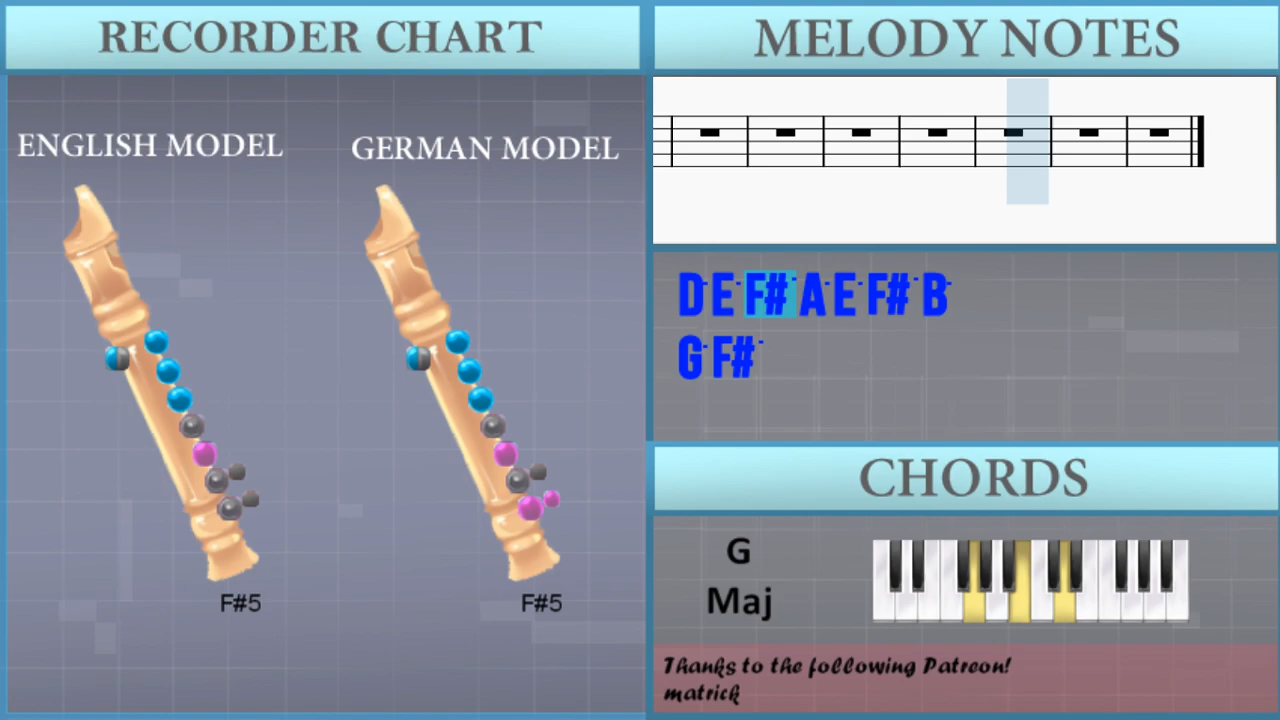 RECORDER CHART
MELODY NOTES
ENGLISH MODEL
GERMAN MODEL
F#5
F#5
D· E· F#· A· E· F#· B·
G· F#·
CHORDS
G
Maj
Thanks to the following Patreon!
matrick